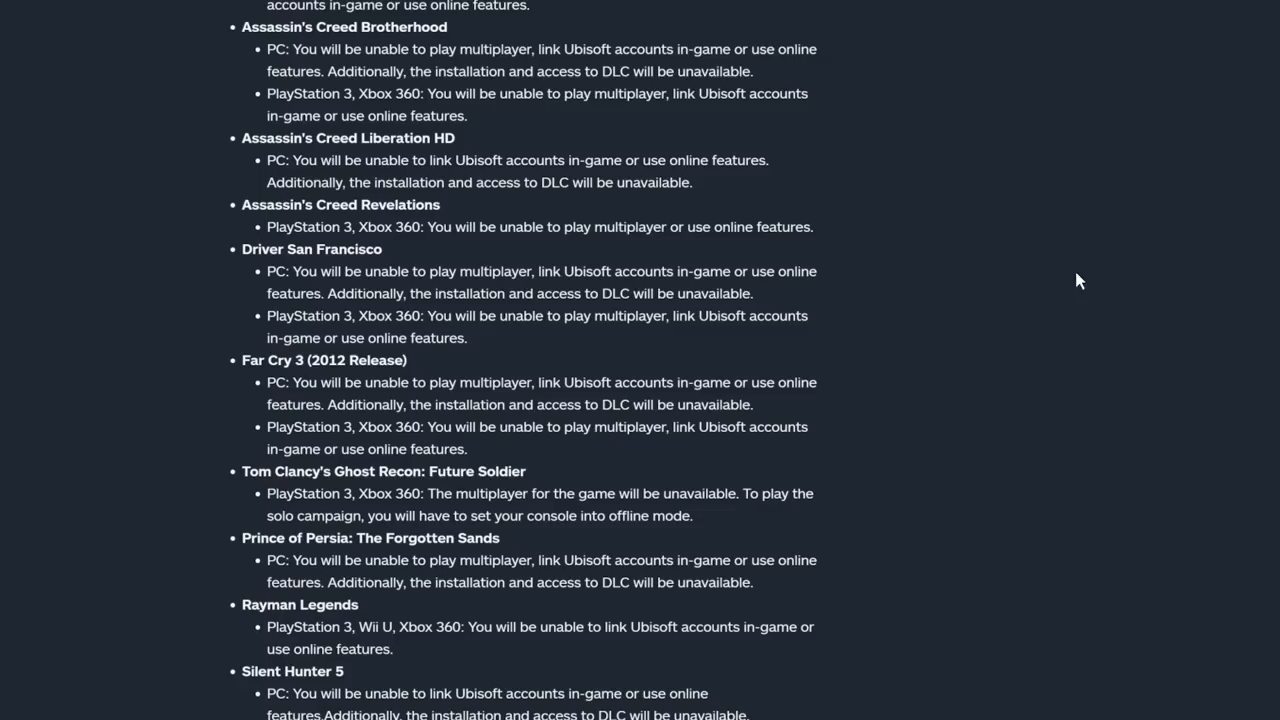 accounts in-game or use online features.
• Assassin's Creed Brotherhood
• PC: You will be unable to play multiplayer, link Ubisoft accounts in-game or use online
features. Additionally, the installation and access to DLC will be unavailable.
• PlayStation 3, Xbox 360: You will be unable to play multiplayer, link Ubisoft accounts
in-game or use online features.
• Assassin's Creed Liberation HD
• PC: You will be unable to link Ubisoft accounts in-game or use online features.
Additionally, the installation and access to DLC will be unavailable.
• Assassin's Creed Revelations
• PlayStation 3, Xbox 360: You will be unable to play multiplayer or use online features.
• Driver San Francisco
• PC: You will be unable to play multiplayer, link Ubisoft accounts in-game or use online
features. Additionally, the installation and access to DLC will be unavailable.
• PlayStation 3, Xbox 360: You will be unable to play multiplayer, link Ubisoft accounts
in-game or use online features.
• Far Cry 3 (2012 Release)
• PC: You will be unable to play multiplayer, link Ubisoft accounts in-game or use online
features. Additionally, the installation and access to DLC will be unavailable.
• PlayStation 3, Xbox 360: You will be unable to play multiplayer, link Ubisoft accounts
in-game or use online features.
• Tom Clancy's Ghost Recon: Future Soldier
• PlayStation 3, Xbox 360: The multiplayer for the game will be unavailable. To play the
solo campaign, you will have to set your console into offline mode.
• Prince of Persia: The Forgotten Sands
• PC: You will be unable to play multiplayer, link Ubisoft accounts in-game or use online
features. Additionally, the installation and access to DLC will be unavailable.
• Rayman Legends
• PlayStation 3, Wii U, Xbox 360: You will be unable to link Ubisoft accounts in-game or
use online features.
• Silent Hunter 5
• PC: You will be unable to link Ubisoft accounts in-game or use online
features.Additionally, the installation and access to DLC will be unavailable.